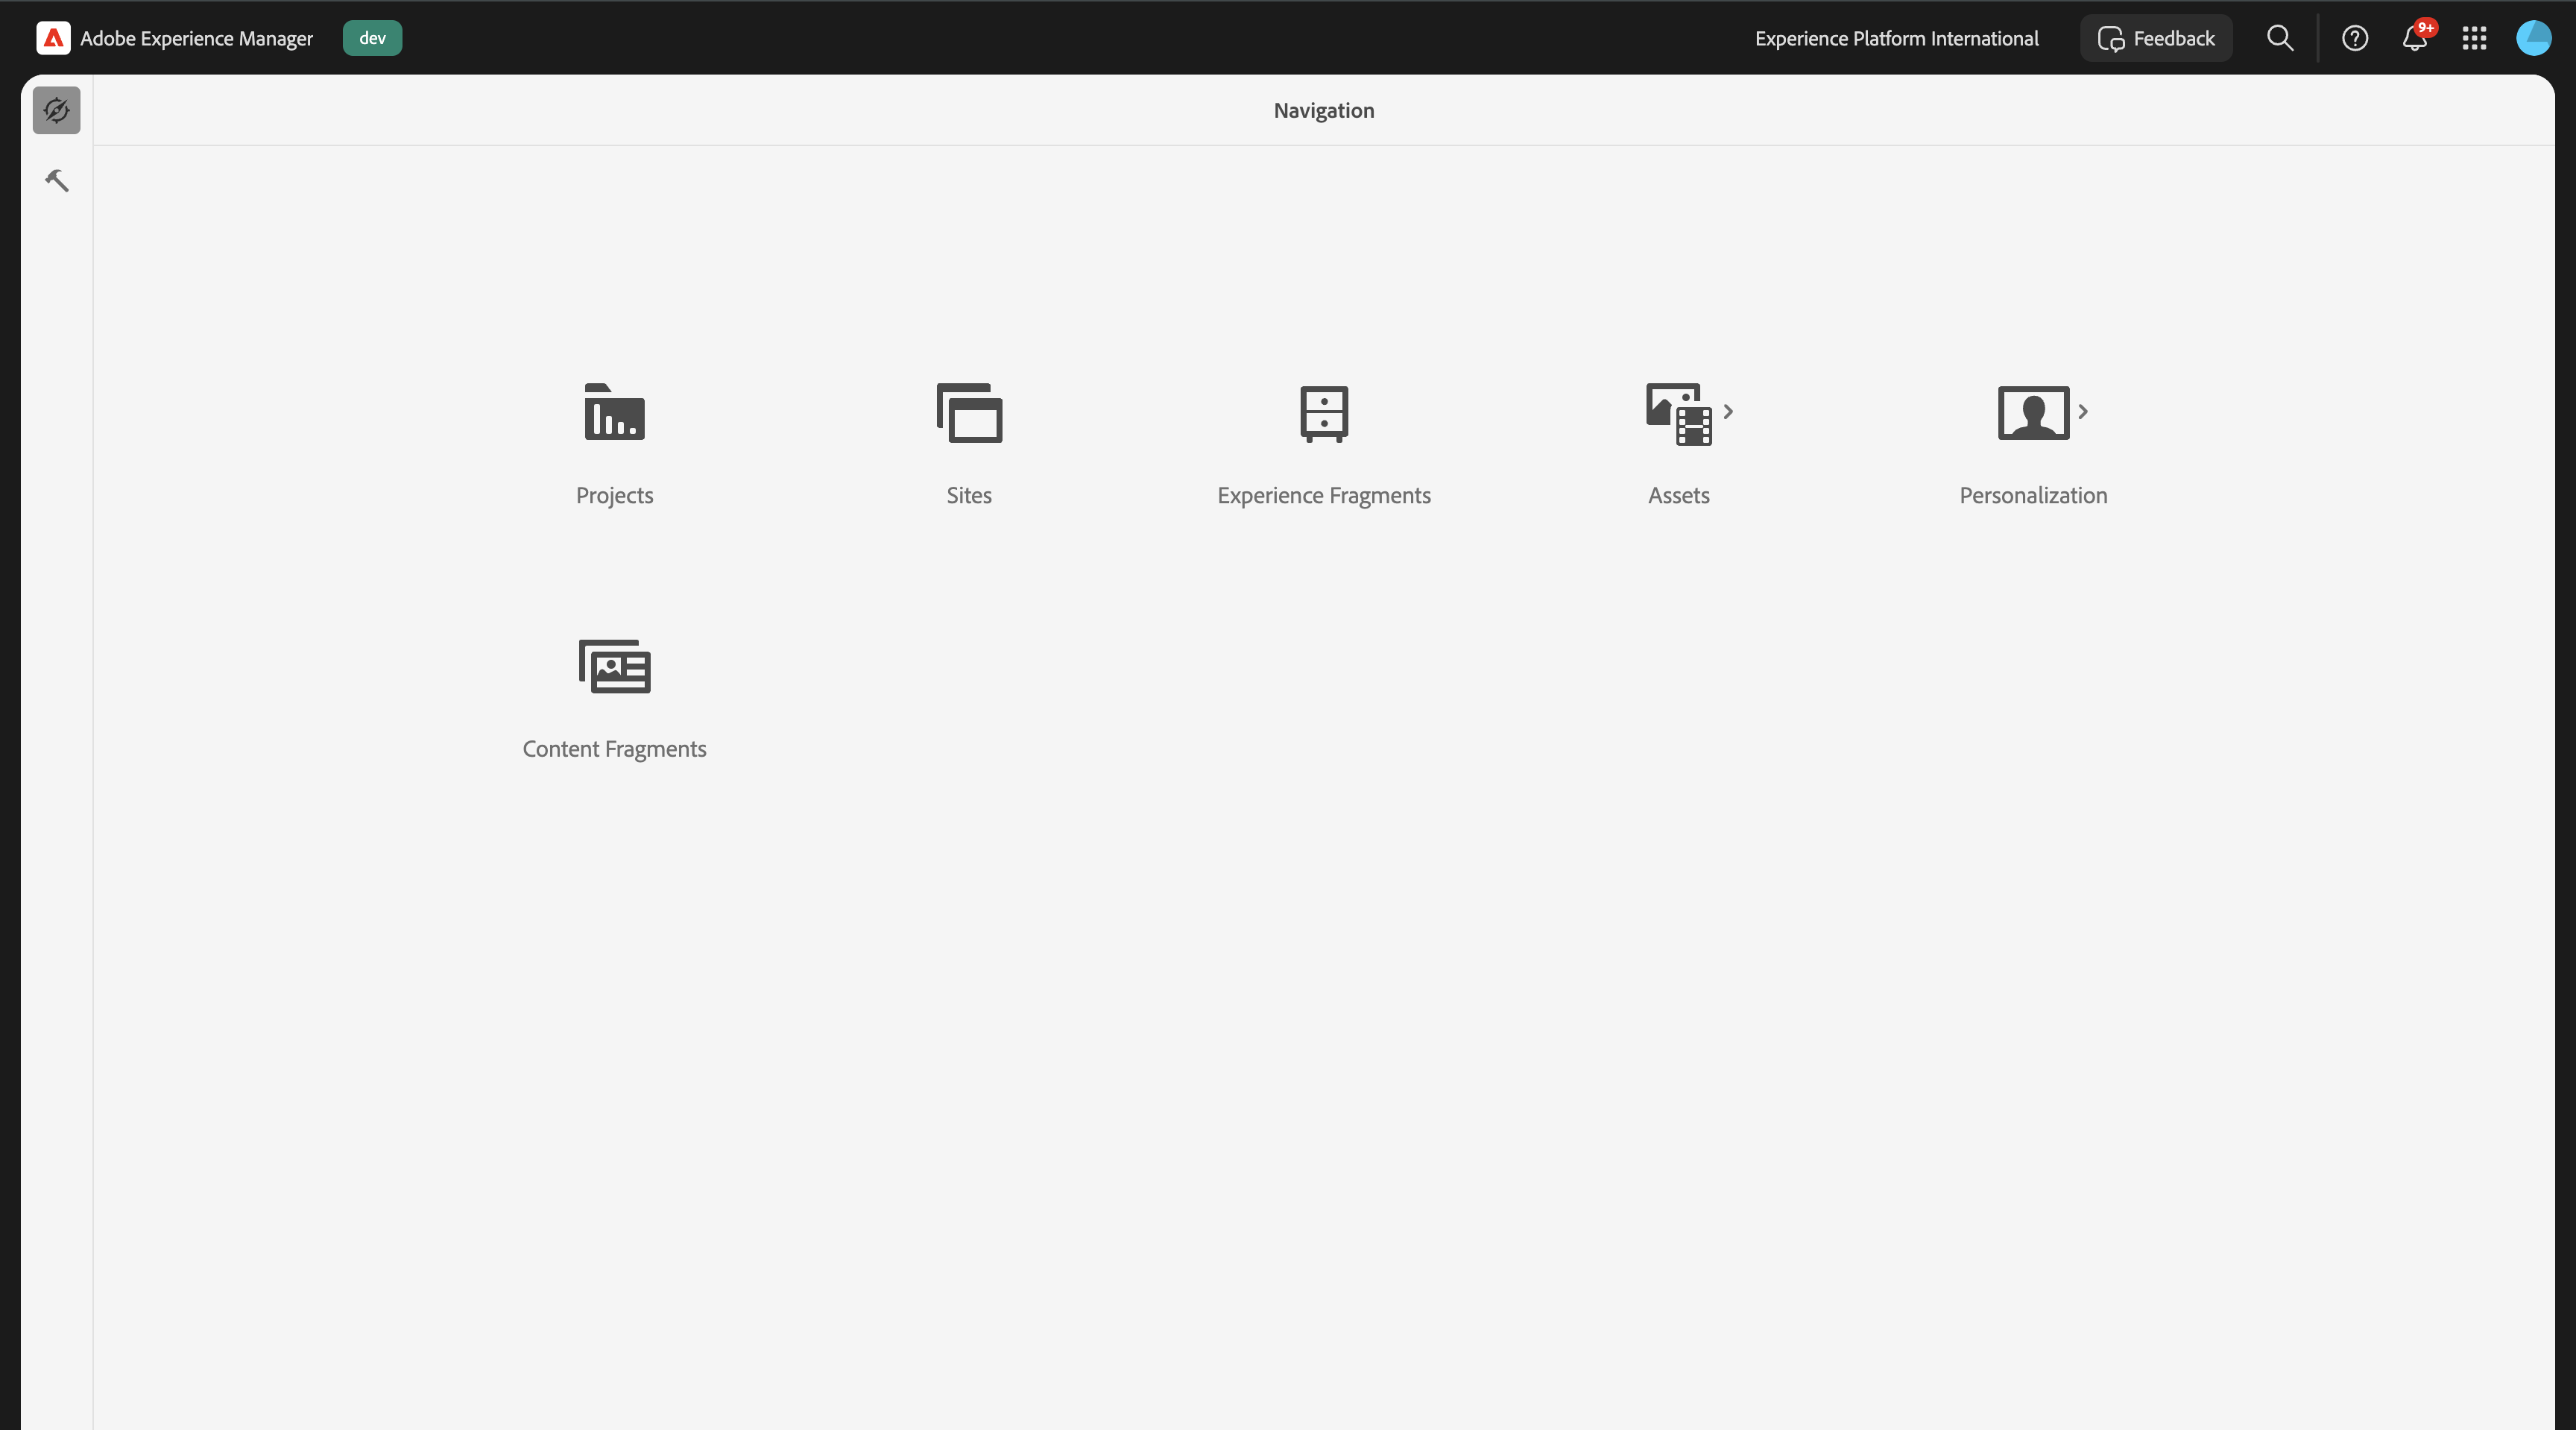 Adobe Experience Manager
dev
Experience Platform International
Feedback
9+
Navigation
Projects
Sites
Experience Fragments
Assets
Personalization
Content Fragments